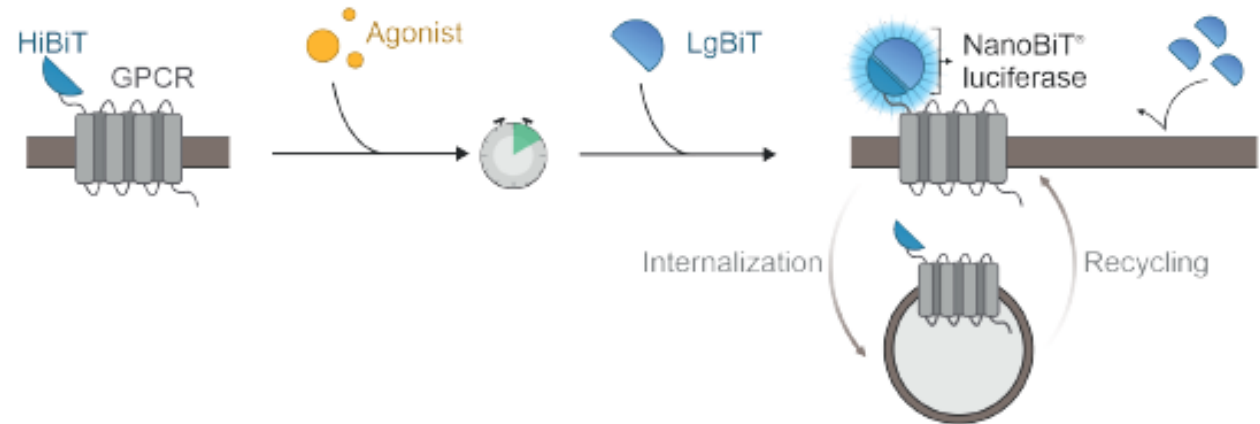 HiBiT
GPCR
Agonist
LgBiT
NanoBiT®
luciferase
Internalization
Recycling